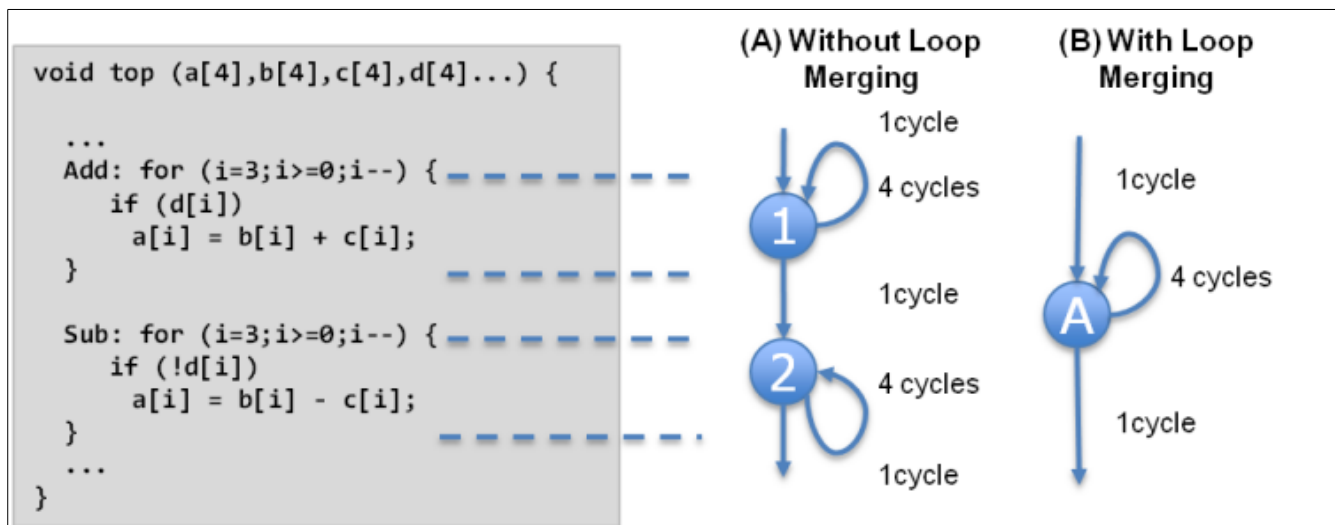 void top (a[4],b[4],c[4],d[4]...) {
...
Add: for (i=3;i>=0;i--) {
if (d[i])
a[i] = b[i] + c[i];
}
Sub: for (i=3;i>=0;i--) {
if (!d[i])
a[i] = b[i] - c[i];
}
...
}
(A) Without Loop
Merging
1cycle
4 cycles
1
1cycle
2
4 cycles
1cycle
(B) With Loop
Merging
1cycle
4 cycles
A
1cycle